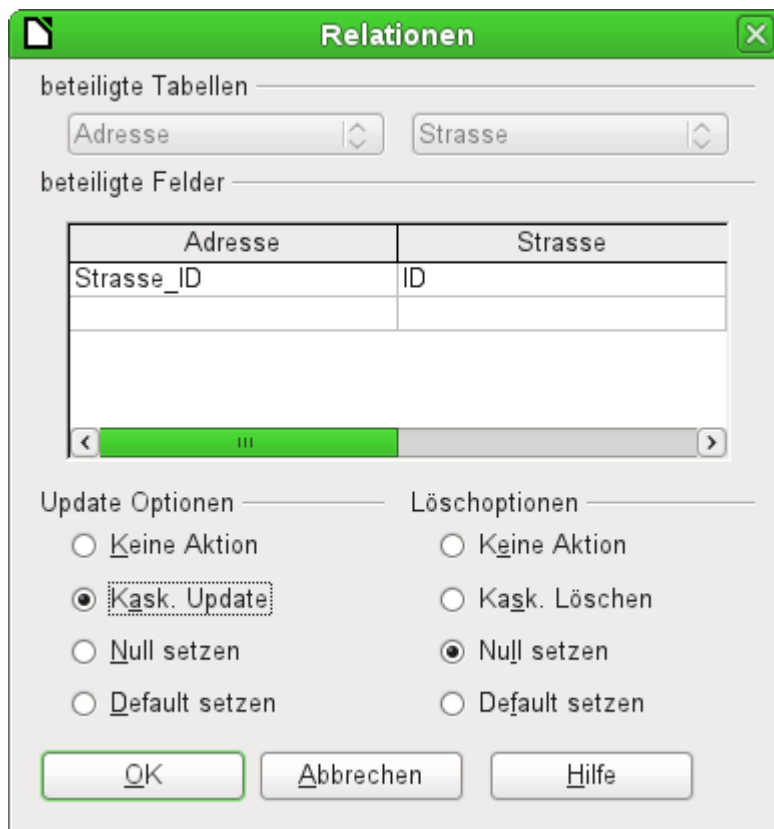 Relationen
beteiligte Tabellen
Adresse Strasse
beteiligte Felder
Adresse Strasse
Strasse_ID ID
Update Optionen Löschoptionen
Keine Aktion Keine Aktion
Kask. Update Kask. Löschen
Null setzen Null setzen
Default setzen Default setzen
OK Abbrechen Hilfe